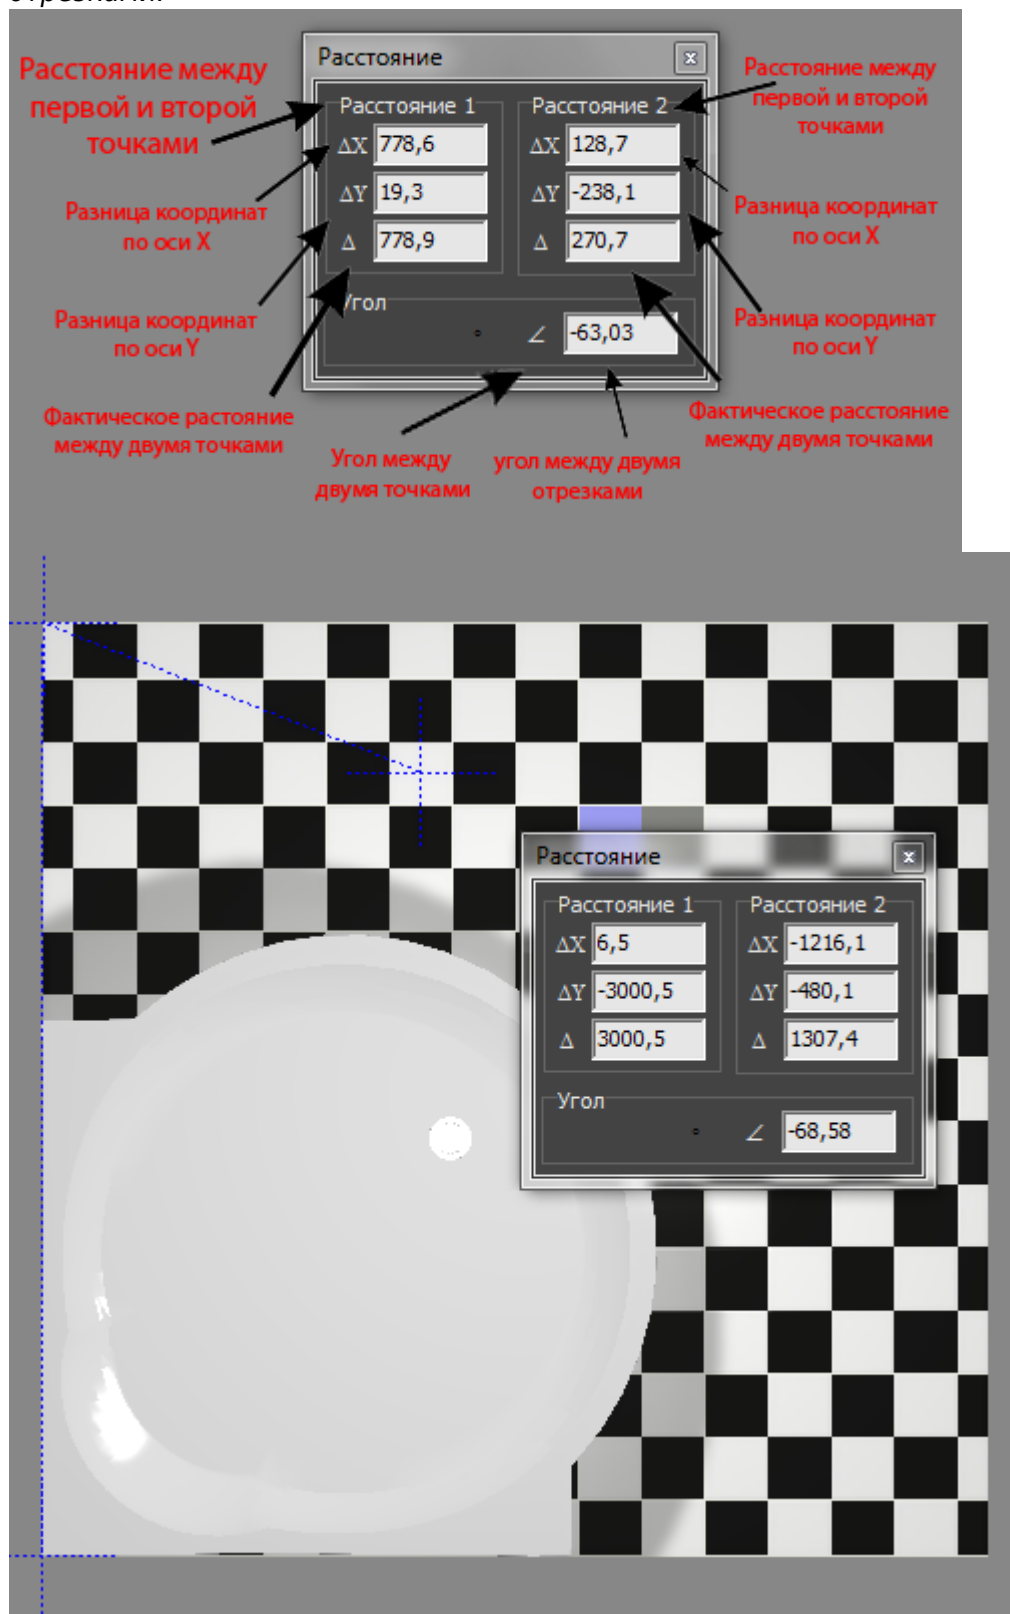 отрезками.
Расстояние
Расстояние между
первой и второй
точками
Расстояние 1
ΔX 778,6
ΔY 19,3
Δ 778,9
Расстояние 2
ΔX 128,7
ΔY -238,1
Δ 270,7
Расстояние между
первой и второй
точками
Разница координат
по оси X
Разница координат
по оси X
Угол
° ∠ -63,03
Разница координат
по оси Y
Разница координат
по оси Y
Фактическое растояние
между двумя точками
Фактическое расстояние
между двумя точками
Угол между
двумя точками
угол между двумя
отрезками
Расстояние
Расстояние 1
ΔX 6,5
ΔY -3000,5
Δ 3000,5
Расстояние 2
ΔX -1216,1
ΔY -480,1
Δ 1307,4
Угол
° ∠ -68,58